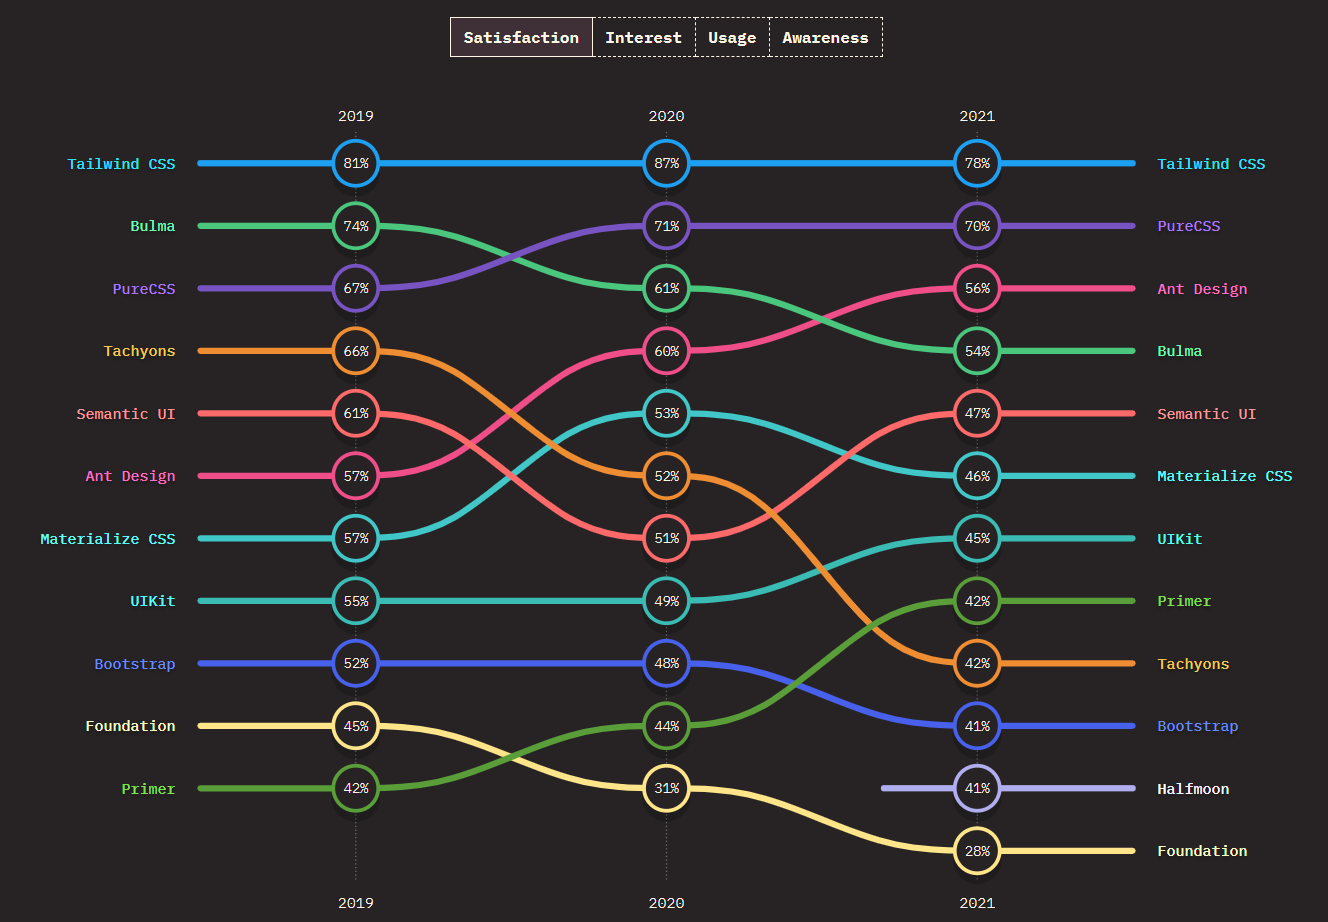 Satisfaction Interest Usage Awareness
2019 2020 2021
Tailwind CSS 81% 87% 78% Tailwind CSS
Bulma 74% 71% 70% PureCSS
PureCSS 67% 61% 56% Ant Design
Tachyons 66% 60% 54% Bulma
Semantic UI 61% 53% 47% Semantic UI
Ant Design 57% 52% 46% Materialize CSS
Materialize CSS 57% 51% 45% UIKit
UIKit 55% 49% 42% Primer
Bootstrap 52% 48% 42% Tachyons
Foundation 45% 44% 41% Bootstrap
Primer 42% 31% 41% Halfmoon
28% Foundation
2019 2020 2021